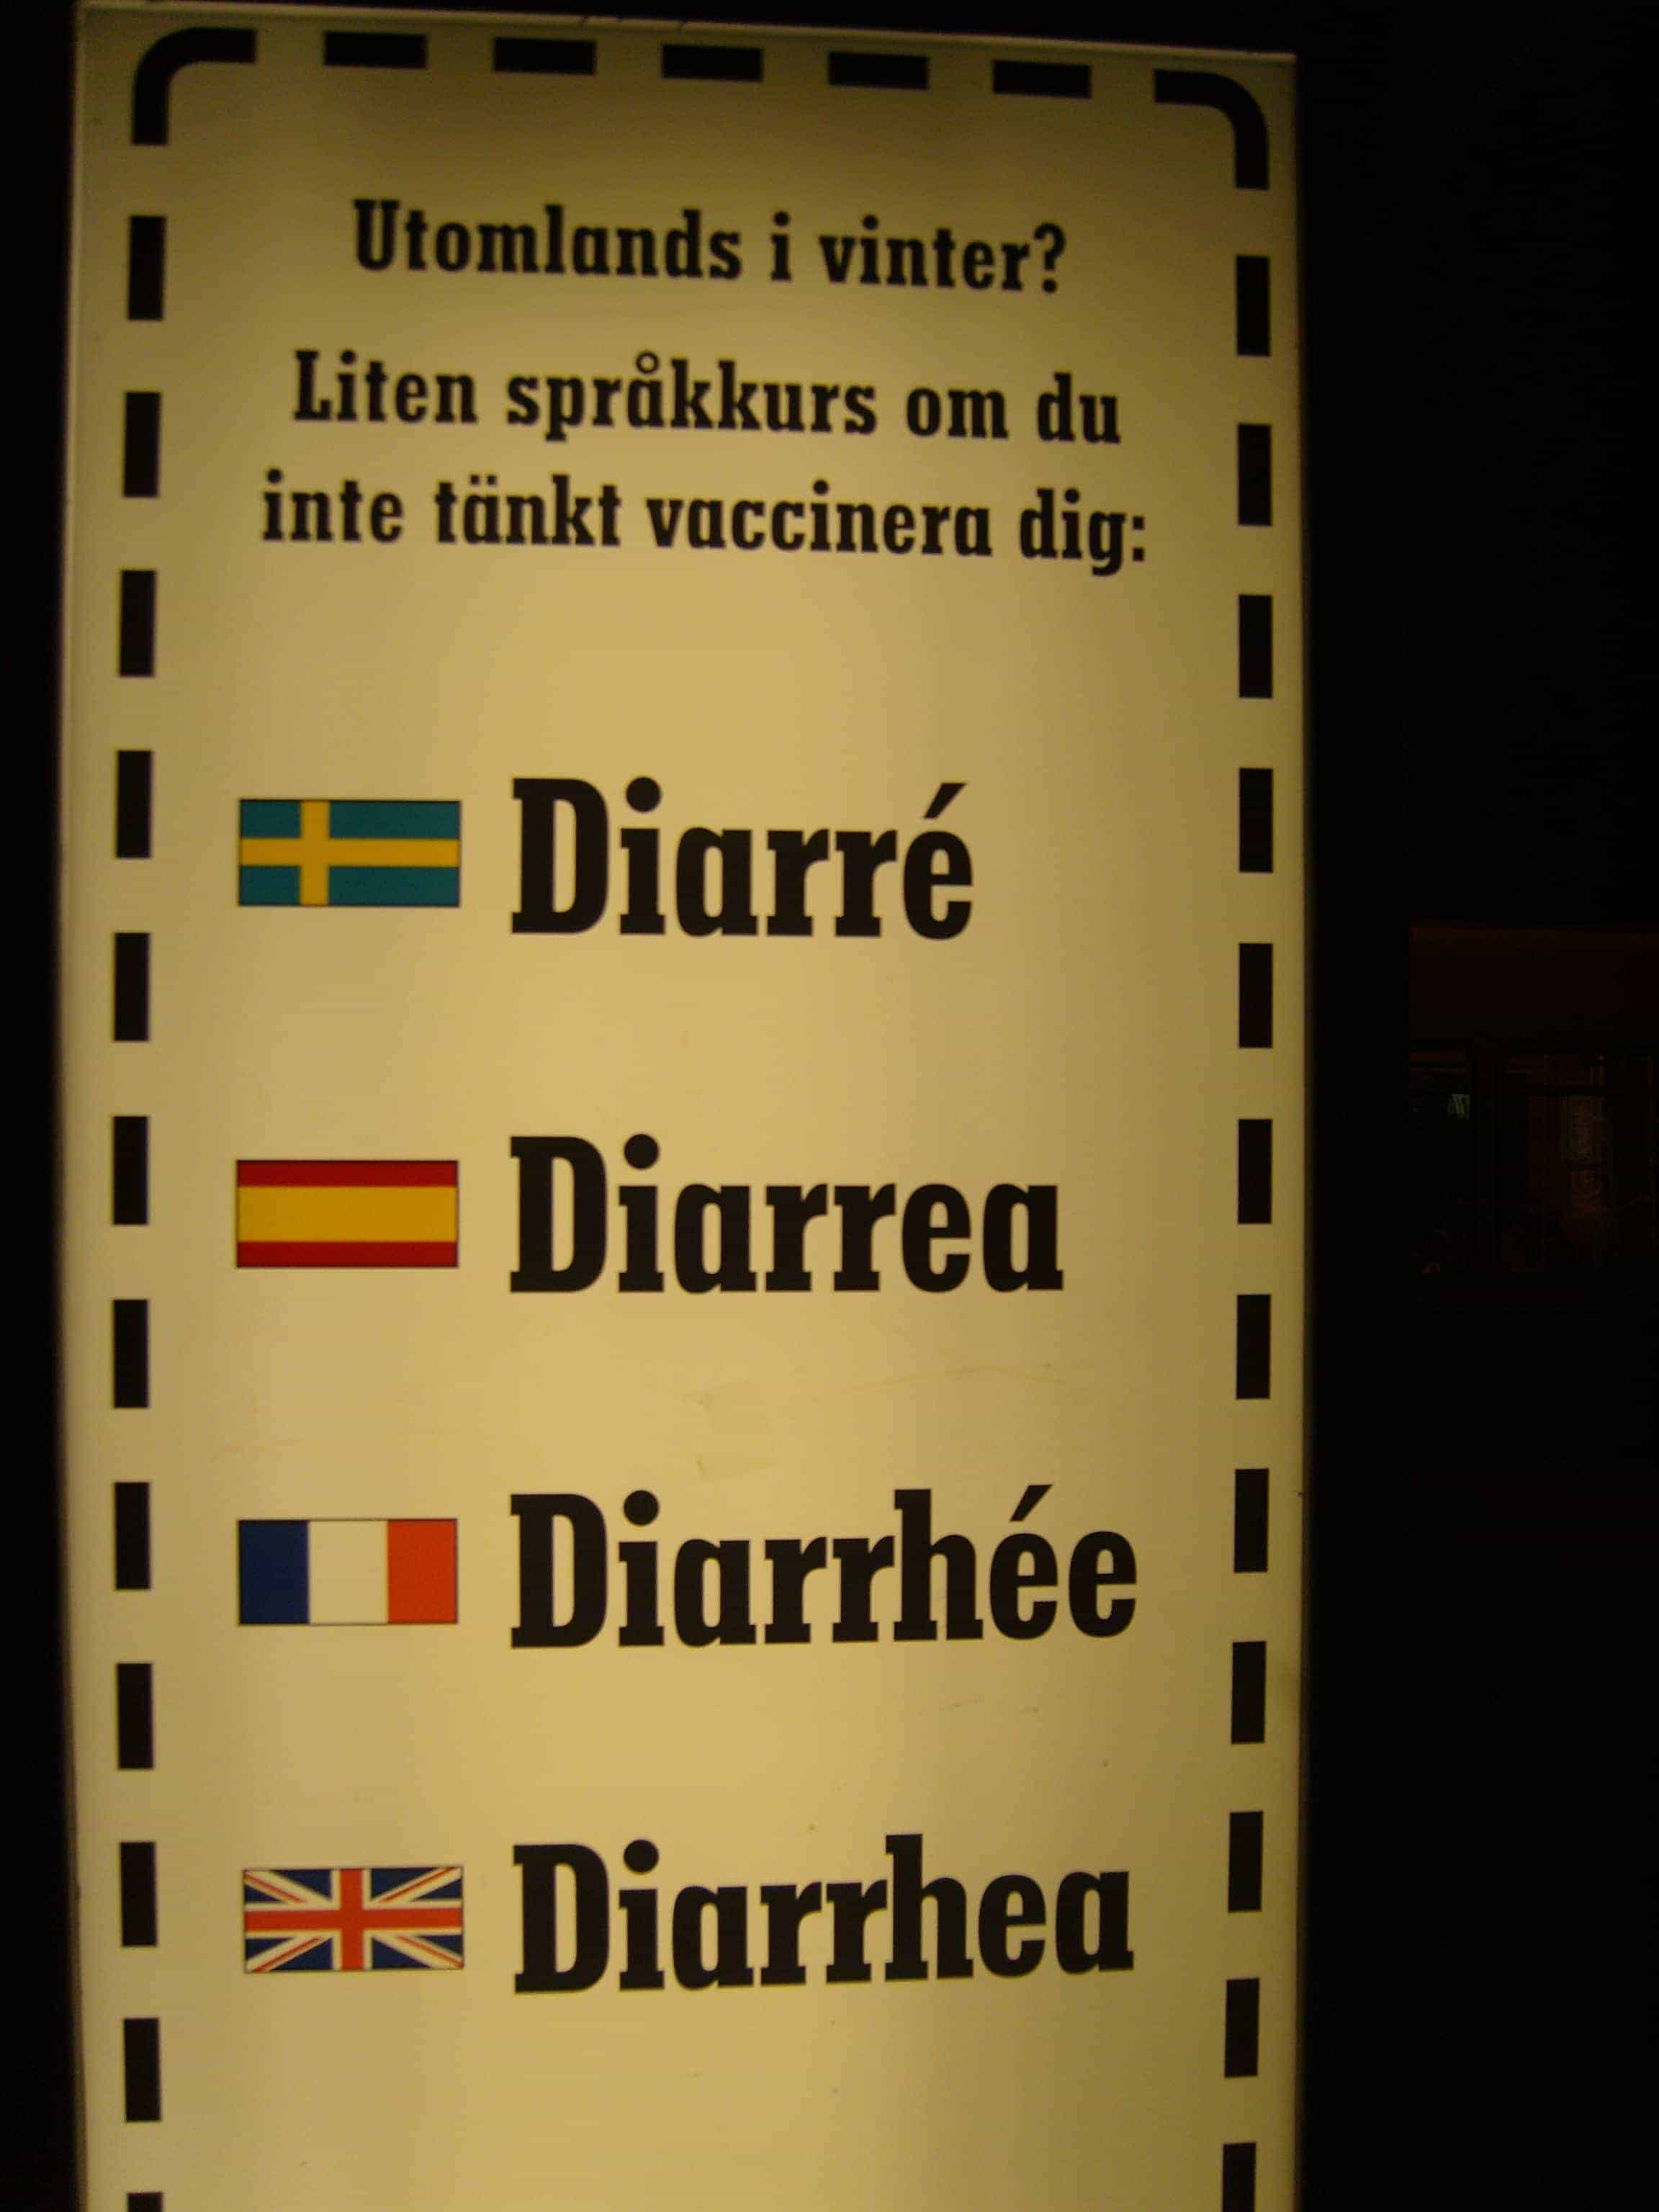 Utomlands i vinter?
Liten språkkurs om du
inte tänkt vaccinera dig:
Diarré
Diarrea
Diarrhée
Diarrhea